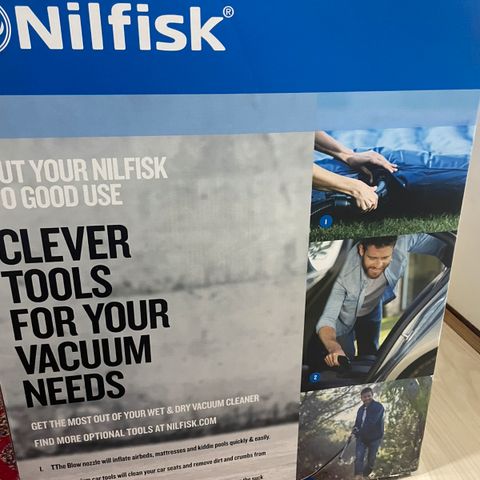 Nilfisk®
UT YOUR NILFISK
O GOOD USE
CLEVER
TOOLS
FOR YOUR
VACUUM
NEEDS
GET THE MOST OUT OF YOUR WET & DRY VACUUM CLEANER
FIND MORE OPTIONAL TOOLS AT NILFISK.COM
1. TThe Blow nozzle will inflate airbeds, mattresses and kiddie pools quickly & easily.
car tools will clean your car seats and remove dirt and crumbs from
the
1
2